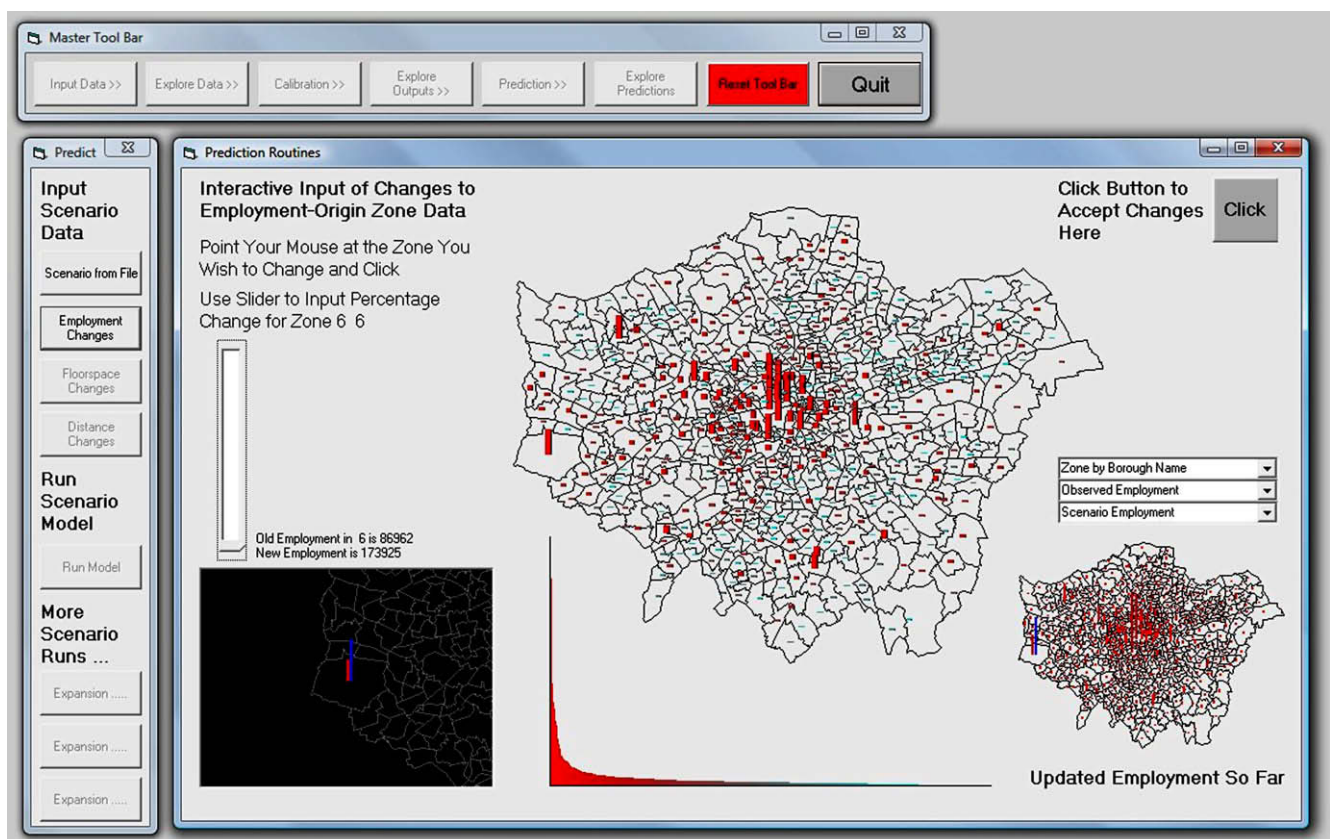 Master Tool Bar
Input Data >>
Explore Data >>
Calibration >>
Explore
Outputs >>
Prediction >>
Explore
Predictions
Reset Tool Bar
Quit
Predict
Input
Scenario
Data
Scenario from File
Employment
Changes
Floorspace
Changes
Distance
Changes
Run
Scenario
Model
Run Model
More
Scenario
Runs ...
Expansion .....
Expansion .....
Expansion .....
Prediction Routines
Interactive Input of Changes to
Employment-Origin Zone Data
Point Your Mouse at the Zone You
Wish to Change and Click
Use Slider to Input Percentage
Change for Zone 6 6
Old Employment in 6 is 86962
New Employment is 173925
Click Button to
Accept Changes
Here
Click
Zone by Borough Name
Observed Employment
Scenario Employment
Updated Employment So Far